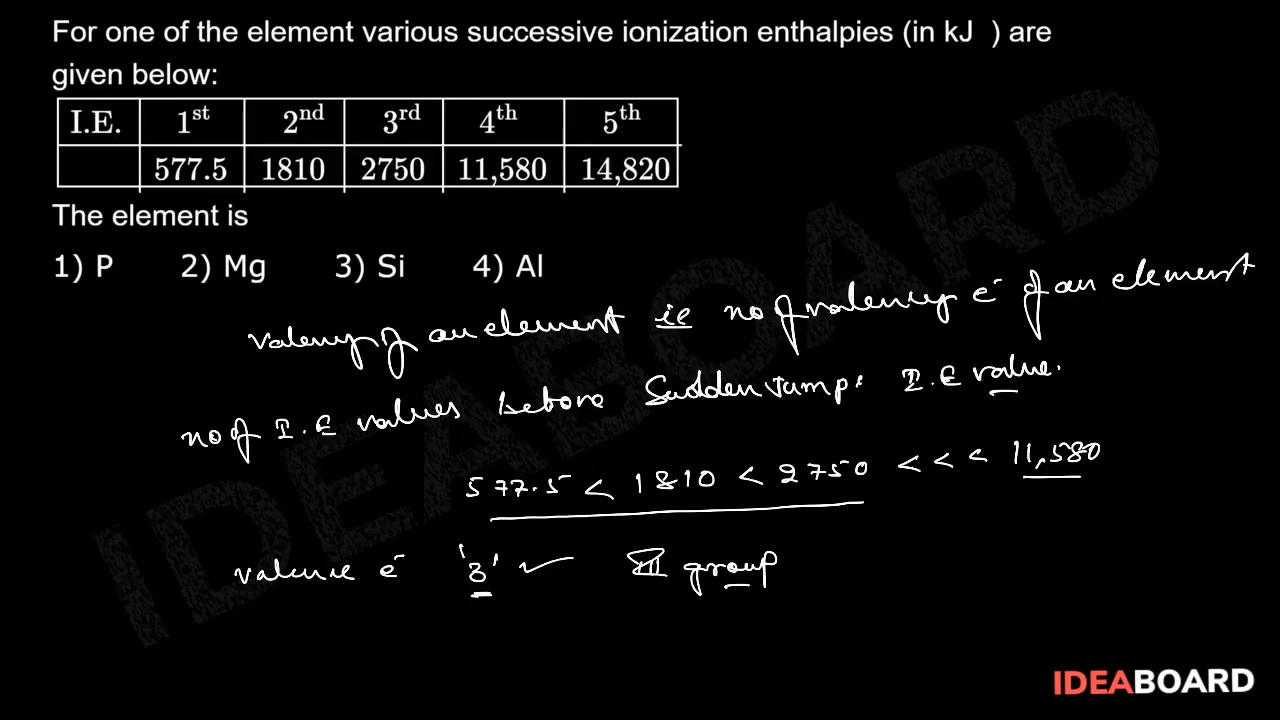 For one of the element various successive ionization enthalpies (in kJ ) are
given below:
I.E. 1st 2nd 3rd 4th 5th
577.5 1810 2750 11,580 14,820
The element is
1) P 2) Mg 3) Si 4) Al
valency of an element ie no of valency e- of an element
no of I.E values before Sudden Jump: I.E value.
577.5 < 1810 < 2750 < < < 11,580
valence e- '3' ✓ III group
IDEABOARD
IDEABOARD